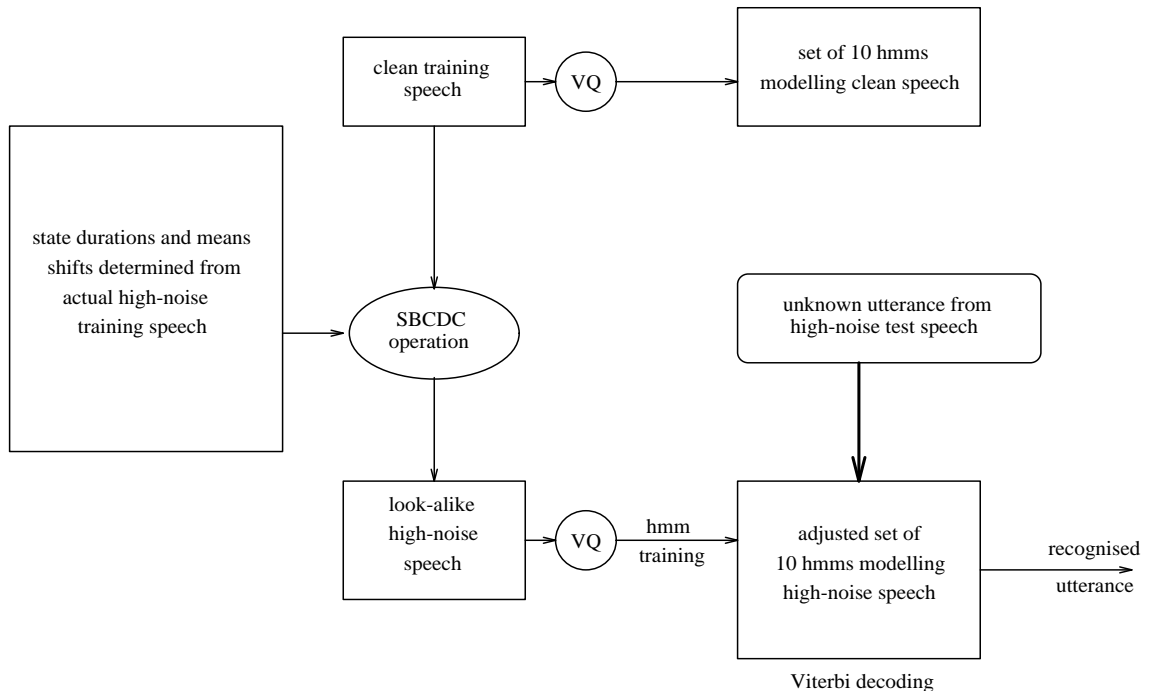 clean training
speech
VQ
set of 10 hmms
modelling clean speech
state durations and means
shifts determined from
actual high-noise
training speech
SBCDC
operation
unknown utterance from
high-noise test speech
look-alike
high-noise
speech
VQ
hmm
training
adjusted set of
10 hmms modelling
high-noise speech
recognised
utterance
Viterbi decoding